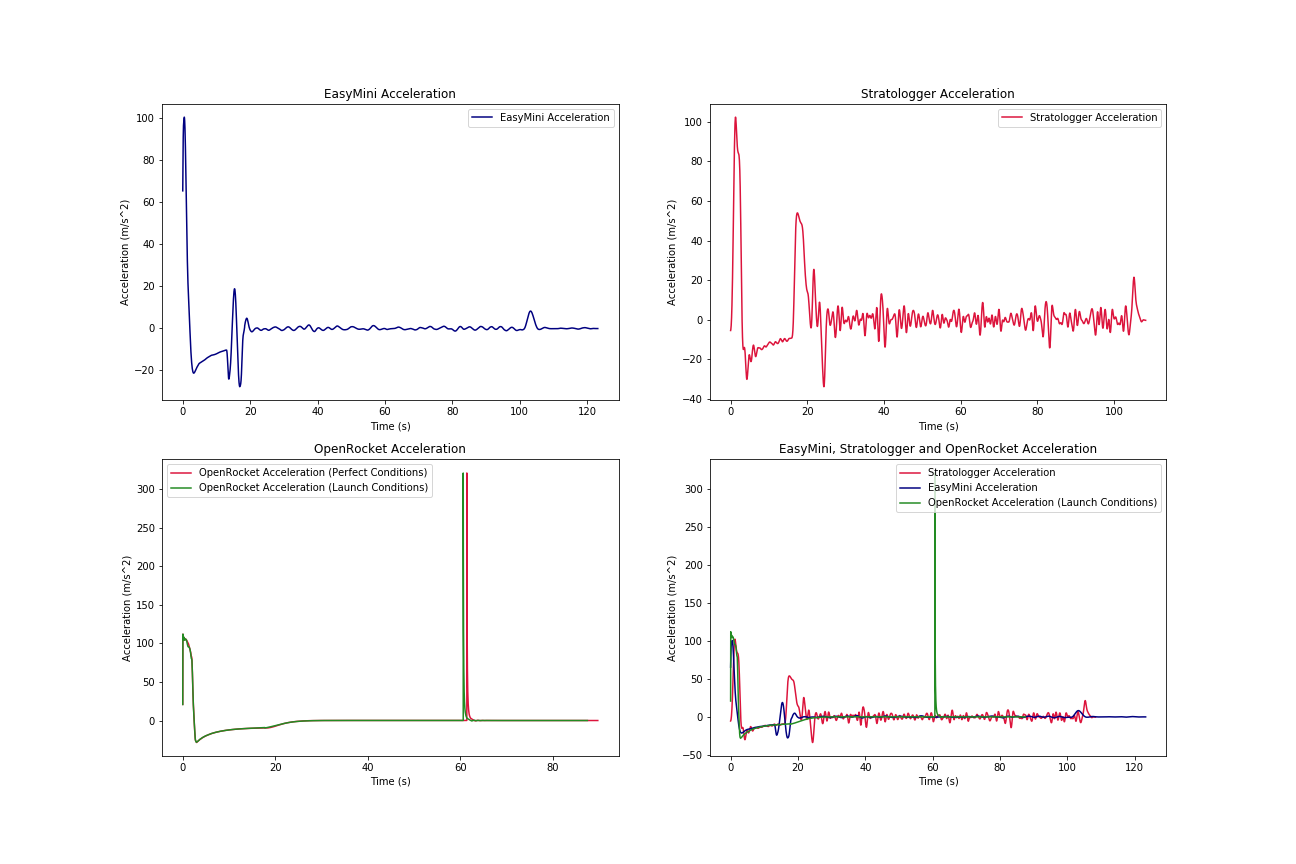 EasyMini Acceleration
EasyMini Acceleration
Acceleration (m/s^2)
100
80
60
40
20
0
−20
0 20 40 60 80 100 120
Time (s)
Stratologger Acceleration
Stratologger Acceleration
Acceleration (m/s^2)
100
80
60
40
20
0
−20
−40
0 20 40 60 80 100
Time (s)
OpenRocket Acceleration
OpenRocket Acceleration (Perfect Conditions)
OpenRocket Acceleration (Launch Conditions)
Acceleration (m/s^2)
300
250
200
150
100
50
0
0 20 40 60 80
Time (s)
EasyMini, Stratologger and OpenRocket Acceleration
Stratologger Acceleration
EasyMini Acceleration
OpenRocket Acceleration (Launch Conditions)
Acceleration (m/s^2)
300
250
200
150
100
50
0
−50
0 20 40 60 80 100 120
Time (s)